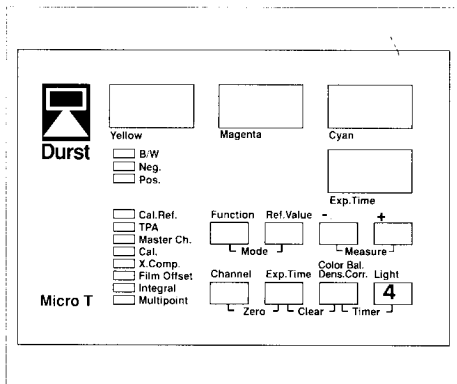 Yellow Magenta Cyan
Durst
B/W
Neg.
Pos.
Exp.Time
Cal.Ref.
TPA
Master Ch.
Cal.
X.Comp.
Film Offset
Integral
Multipoint
Function Ref.Value - +
Mode Measure
Channel Exp.Time Color Bal. Dens.Corr. Light
4
Zero Clear Timer
Micro T